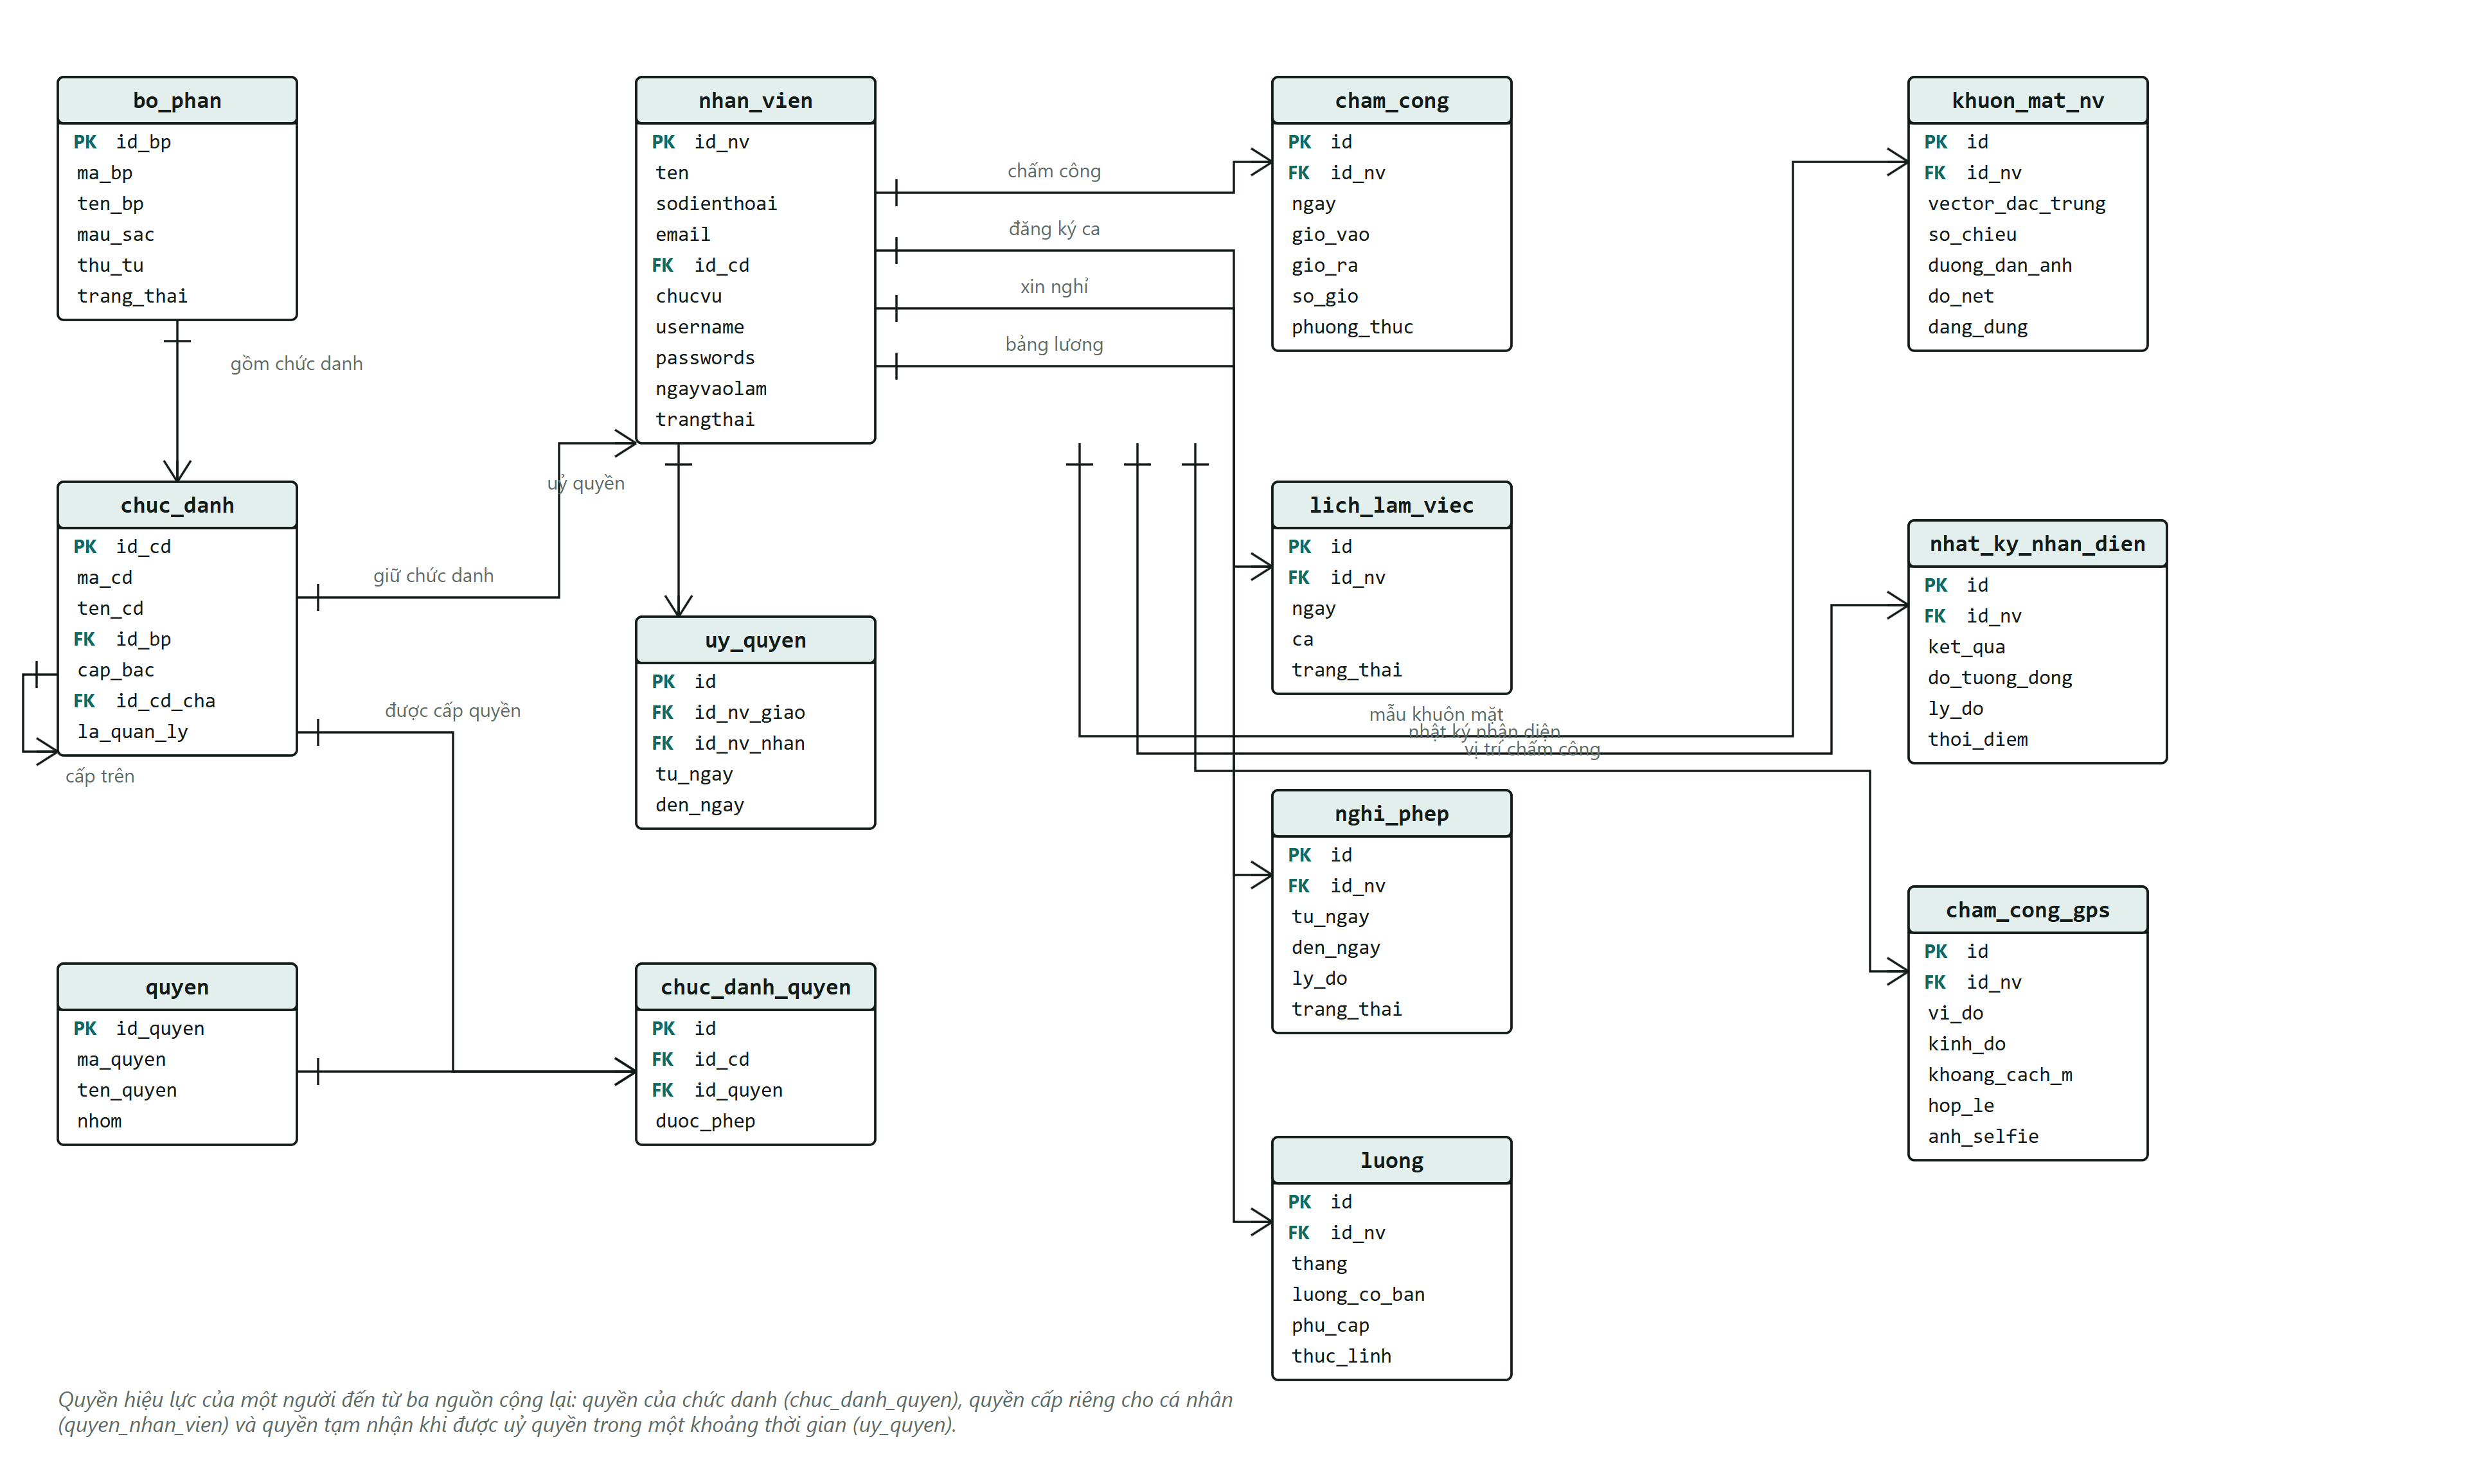 bo_phan
PK id_bp
ma_bp
ten_bp
mau_sac
thu_tu
trang_thai
gồm chức danh
chuc_danh
PK id_cd
ma_cd
ten_cd
FK id_bp
cap_bac
FK id_cd_cha
la_quan_ly
cấp trên
giữ chức danh
được cấp quyền
quyen
PK id_quyen
ma_quyen
ten_quyen
nhom
nhan_vien
PK id_nv
ten
sodienthoai
email
FK id_cd
chucvu
username
passwords
ngayvaolam
trangthai
uỷ quyền
uy_quyen
PK id
FK id_nv_giao
FK id_nv_nhan
tu_ngay
den_ngay
chuc_danh_quyen
PK id
FK id_cd
FK id_quyen
duoc_phep
chấm công
đăng ký ca
xin nghỉ
bảng lương
cham_cong
PK id
FK id_nv
ngay
gio_vao
gio_ra
so_gio
phuong_thuc
lich_lam_viec
PK id
FK id_nv
ngay
ca
trang_thai
mẫu khuôn mặt
nhật ký nhận diện
vị trí chấm công
nghi_phep
PK id
FK id_nv
tu_ngay
den_ngay
ly_do
trang_thai
luong
PK id
FK id_nv
thang
luong_co_ban
phu_cap
thuc_linh
khuon_mat_nv
PK id
FK id_nv
vector_dac_trung
so_chieu
duong_dan_anh
do_net
dang_dung
nhat_ky_nhan_dien
PK id
FK id_nv
ket_qua
do_tuong_dong
ly_do
thoi_diem
cham_cong_gps
PK id
FK id_nv
vi_do
kinh_do
khoang_cach_m
hop_le
anh_selfie
Quyền hiệu lực của một người đến từ ba nguồn cộng lại: quyền của chức danh (chuc_danh_quyen), quyền cấp riêng cho cá nhân
(quyen_nhan_vien) và quyền tạm nhận khi được uỷ quyền trong một khoảng thời gian (uy_quyen).